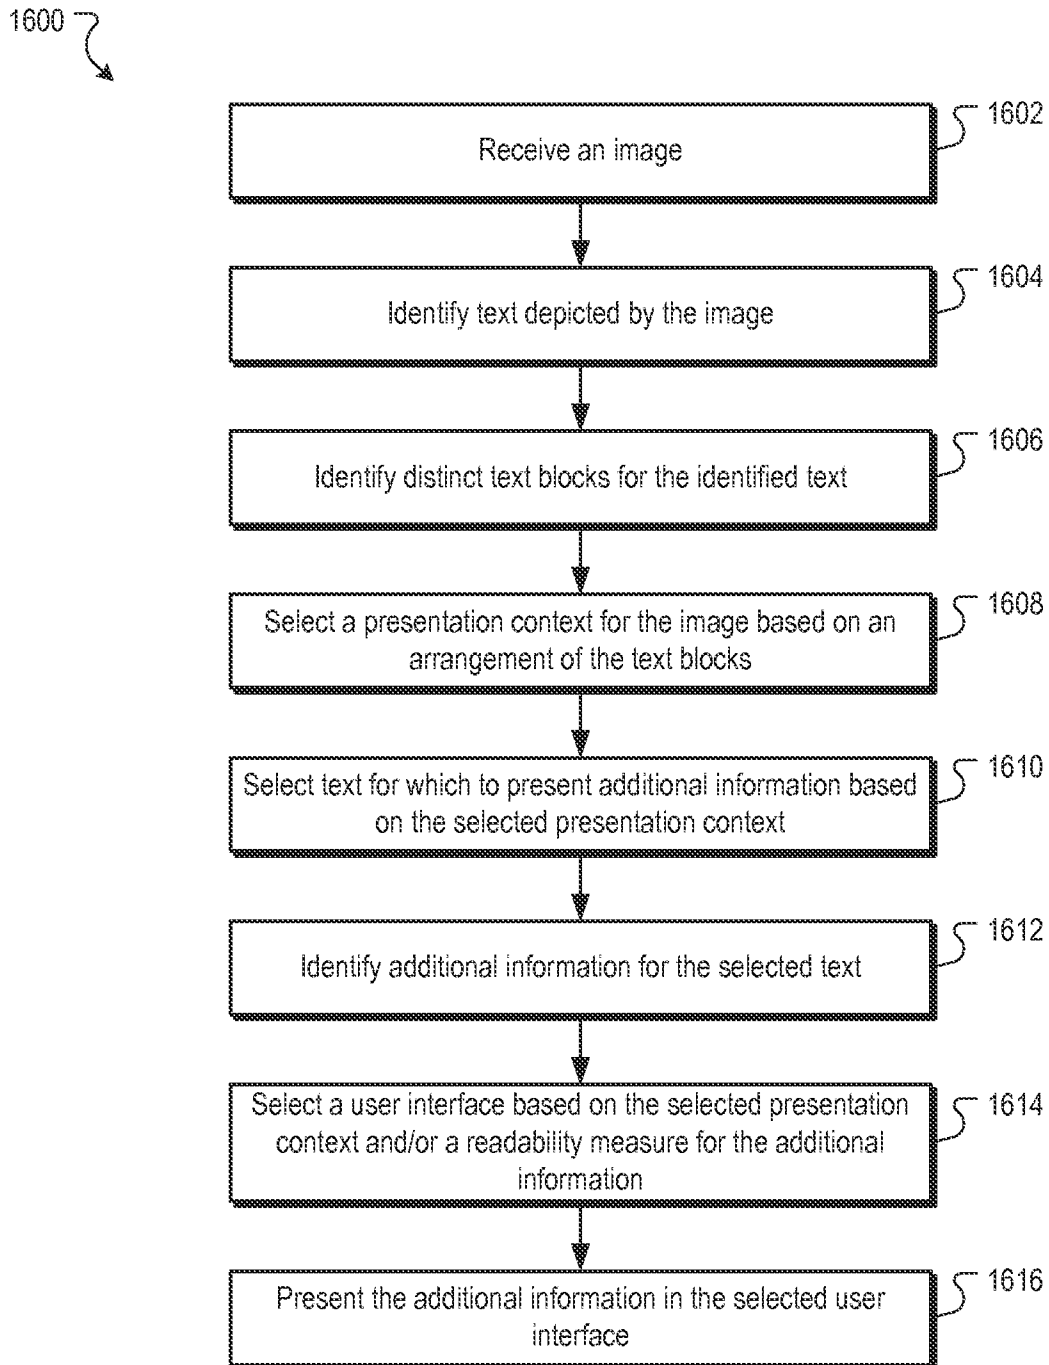 1600
Receive an image
1602
Identify text depicted by the image
1604
Identify distinct text blocks for the identified text
1606
Select a presentation context for the image based on an
arrangement of the text blocks
1608
Select text for which to present additional information based
on the selected presentation context
1610
Identify additional information for the selected text
1612
Select a user interface based on the selected presentation
context and/or a readability measure for the additional
information
1614
Present the additional information in the selected user
interface
1616